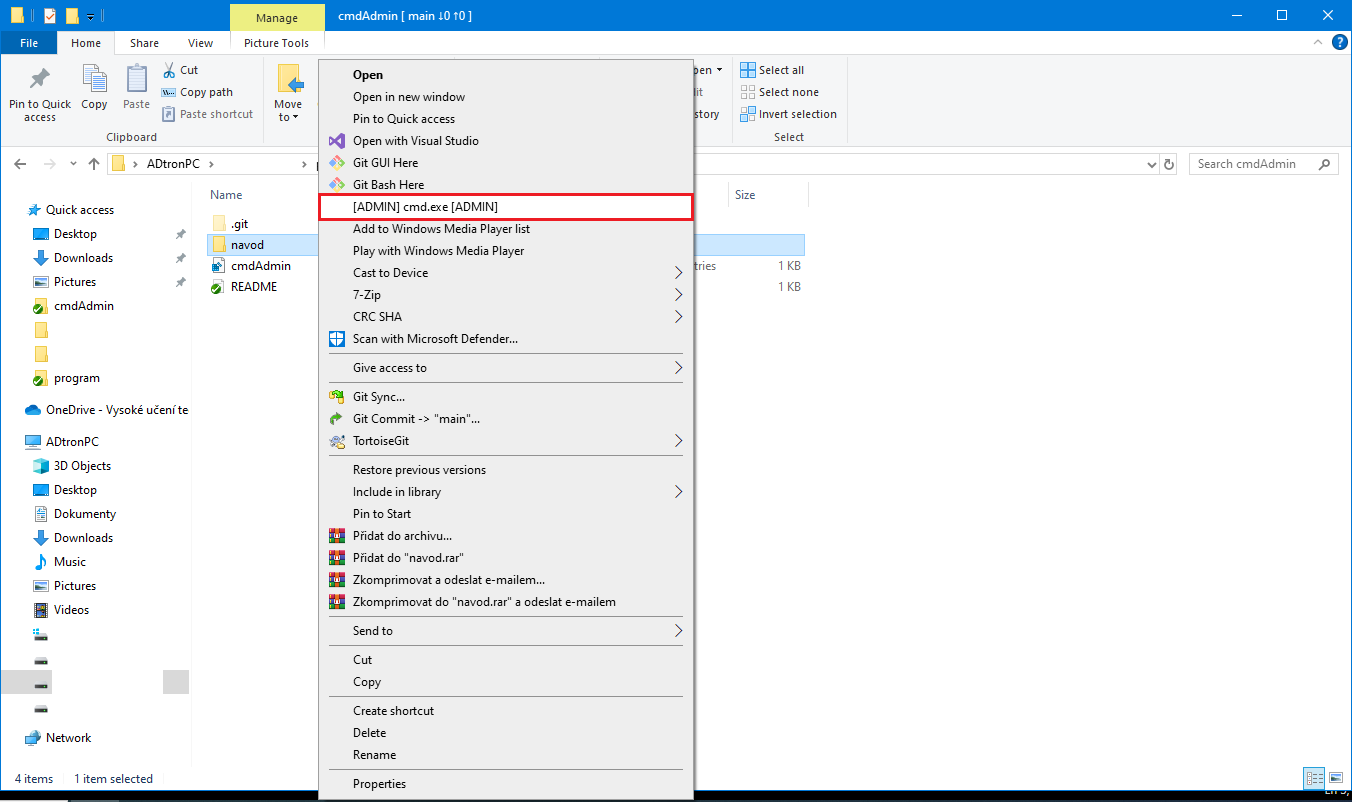 Manage
cmdAdmin [ main ↓0 ↑0 ]
File
Home
Share
View
Picture Tools
Pin to Quick access
Copy
Paste
Cut
Copy path
Paste shortcut
Clipboard
Move to
Select all
Select none
Invert selection
Select
ADtronPC
Search cmdAdmin
Quick access
Desktop
Downloads
Pictures
cmdAdmin
program
OneDrive - Vysoké učení te
ADtronPC
3D Objects
Desktop
Dokumenty
Downloads
Music
Pictures
Videos
Network
Name
Size
.git
navod
cmdAdmin
tries
1 KB
README
1 KB
Open
Open in new window
Pin to Quick access
Open with Visual Studio
Git GUI Here
Git Bash Here
[ADMIN] cmd.exe [ADMIN]
Add to Windows Media Player list
Play with Windows Media Player
Cast to Device
7-Zip
CRC SHA
Scan with Microsoft Defender...
Give access to
Git Sync...
Git Commit -> "main"...
TortoiseGit
Restore previous versions
Include in library
Pin to Start
Přidat do archivu...
Přidat do "navod.rar"
Zkomprimovat a odeslat e-mailem...
Zkomprimovat do "navod.rar" a odeslat e-mailem
Send to
Cut
Copy
Create shortcut
Delete
Rename
Properties
4 items
1 item selected